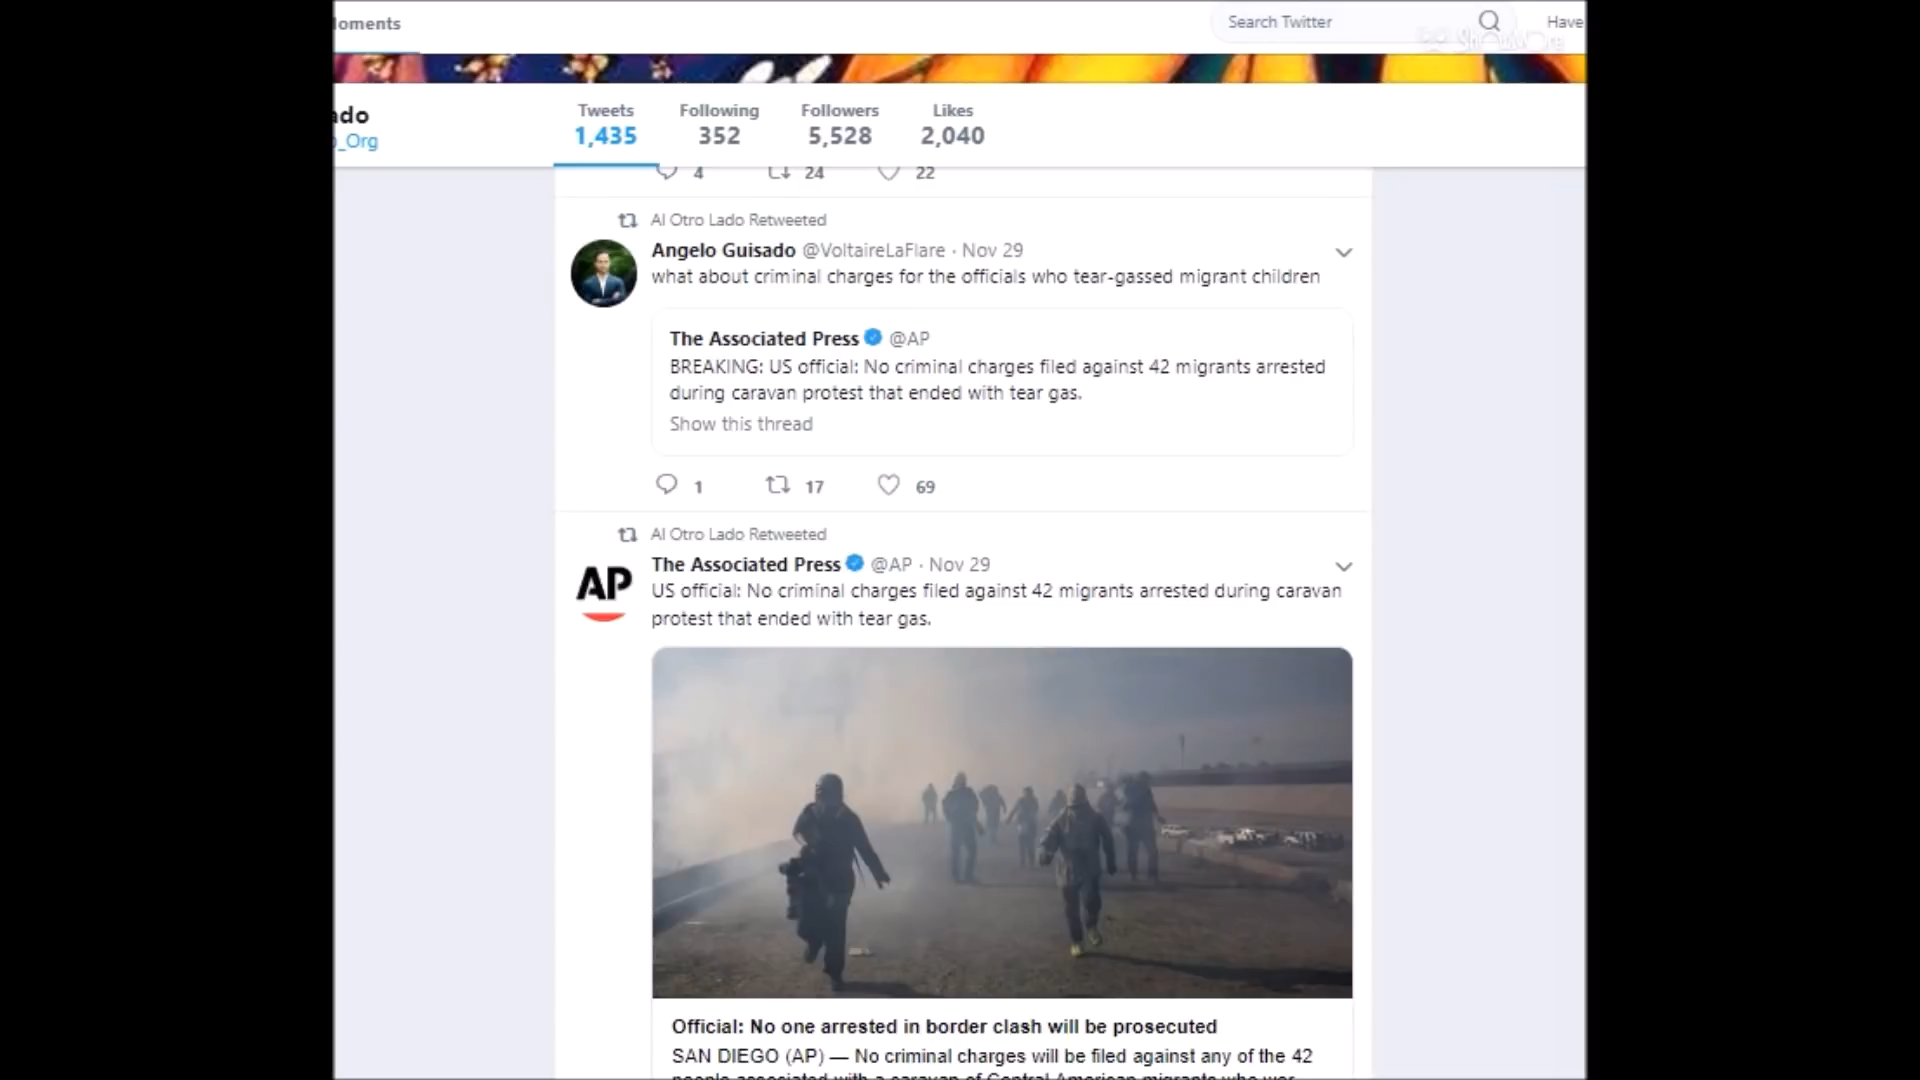 Moments
Search Twitter
Have
ado
o_Org
Tweets
Following
Followers
Likes
1,435
352
5,528
2,040
4
24
22
Al Otro Lado Retweeted
Angelo Guisado @VoltaireLaFlare · Nov 29
what about criminal charges for the officials who tear-gassed migrant children
The Associated Press @AP
BREAKING: US official: No criminal charges filed against 42 migrants arrested
during caravan protest that ended with tear gas.
Show this thread
1
17
69
Al Otro Lado Retweeted
AP
The Associated Press @AP · Nov 29
US official: No criminal charges filed against 42 migrants arrested during caravan
protest that ended with tear gas.
Official: No one arrested in border clash will be prosecuted
SAN DIEGO (AP) — No criminal charges will be filed against any of the 42
people associated with a caravan of Central American migrants who wer